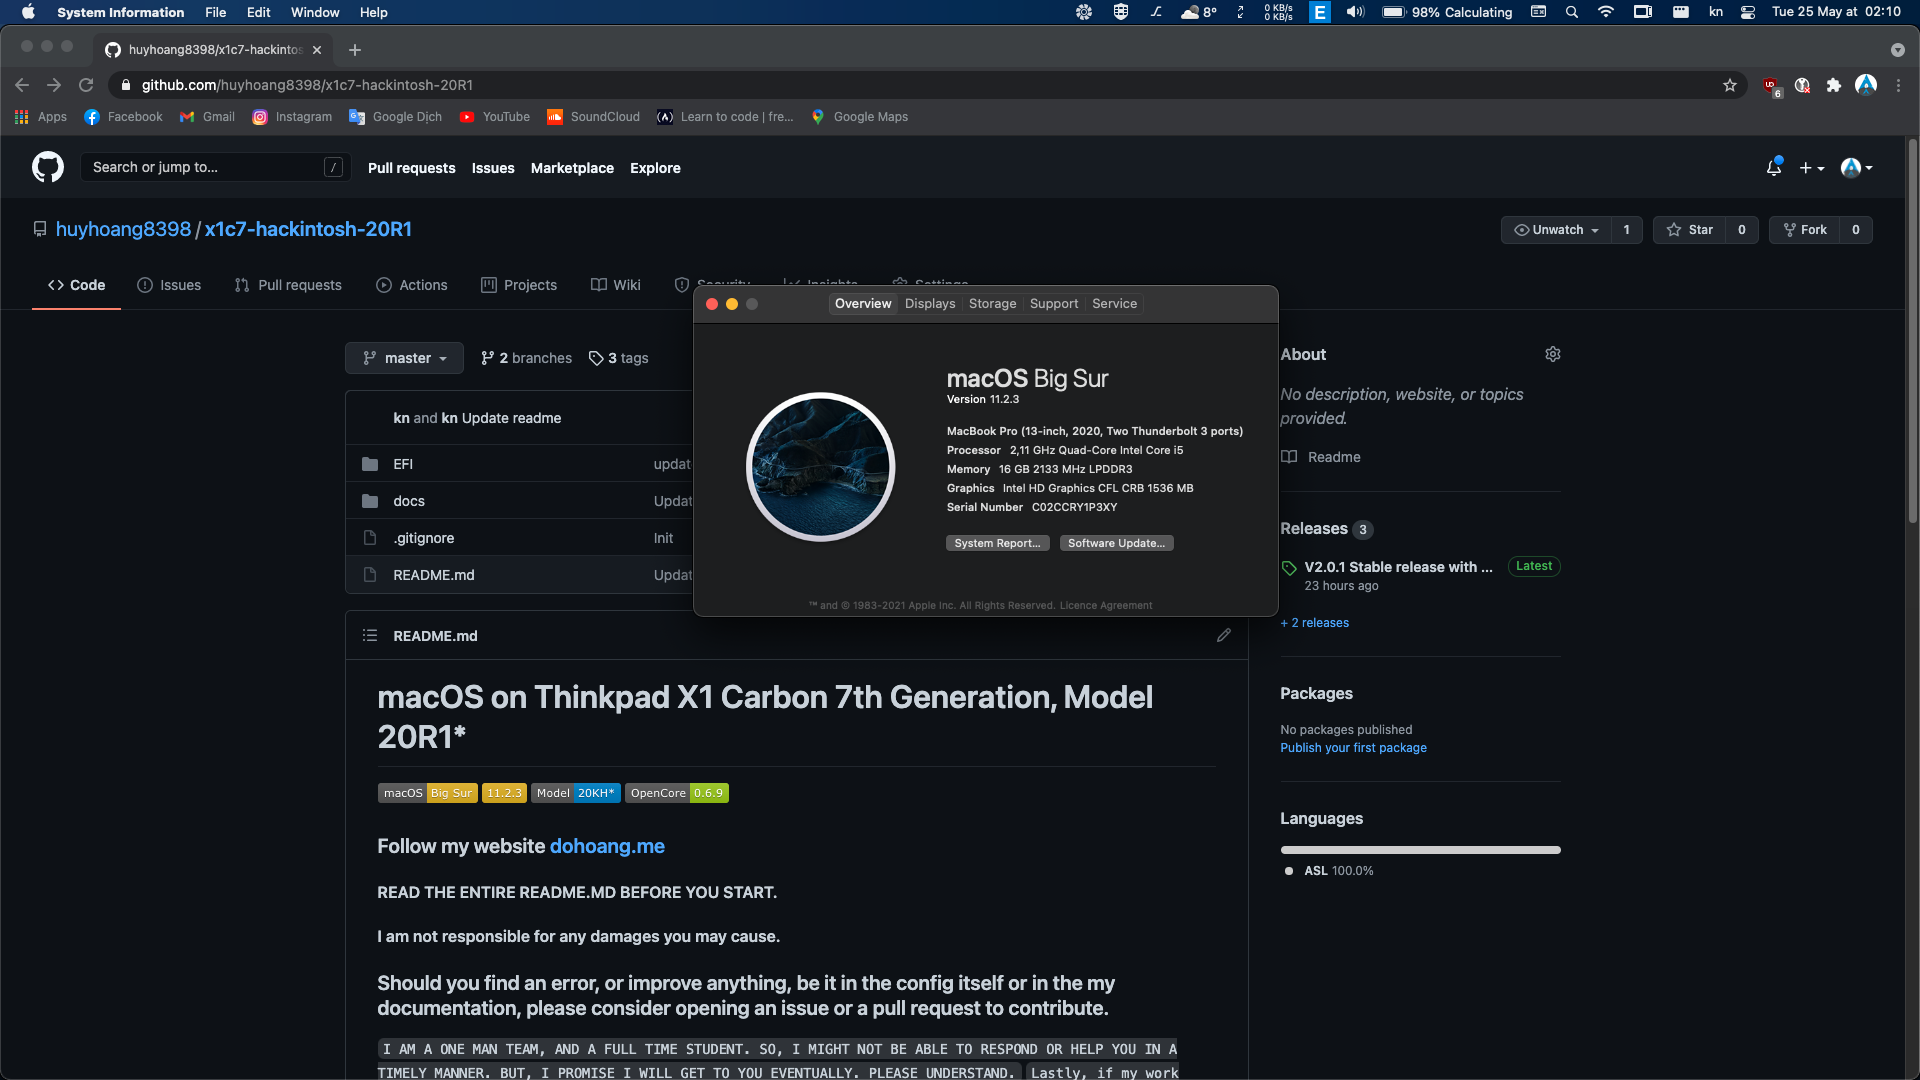 System Information File Edit Window Help 8° 0 KB/s 0 KB/s E 98% Calculating kn Tue 25 May at 02:10
huyhoang8398/x1c7-hackintos
github.com/huyhoang8398/x1c7-hackintosh-20R1 6
Apps Facebook Gmail Instagram Google Dịch YouTube SoundCloud Learn to code | fre... Google Maps
Search or jump to... / Pull requests Issues Marketplace Explore
huyhoang8398 / x1c7-hackintosh-20R1 Unwatch 1 Star 0 Fork 0
Code Issues Pull requests Actions Projects Wiki Security Insights Settings
Overview Displays Storage Support Service
master 2 branches 3 tags
kn and kn Update readme
EFI updat
docs Updat
.gitignore Init
README.md Updat
macOS Big Sur
Version 11.2.3
MacBook Pro (13-inch, 2020, Two Thunderbolt 3 ports)
Processor 2,11 GHz Quad-Core Intel Core i5
Memory 16 GB 2133 MHz LPDDR3
Graphics Intel HD Graphics CFL CRB 1536 MB
Serial Number C02CCRY1P3XY
System Report... Software Update...
™ and © 1983-2021 Apple Inc. All Rights Reserved. Licence Agreement
About
No description, website, or topics
provided.
Readme
Releases 3
V2.0.1 Stable release with ... Latest
23 hours ago
+ 2 releases
Packages
No packages published
Publish your first package
Languages
ASL 100.0%
README.md
macOS on Thinkpad X1 Carbon 7th Generation, Model
20R1*
macOS Big Sur 11.2.3 Model 20KH* OpenCore 0.6.9
Follow my website dohoang.me
READ THE ENTIRE README.MD BEFORE YOU START.
I am not responsible for any damages you may cause.
Should you find an error, or improve anything, be it in the config itself or in the my
documentation, please consider opening an issue or a pull request to contribute.
I AM A ONE MAN TEAM, AND A FULL TIME STUDENT. SO, I MIGHT NOT BE ABLE TO RESPOND OR HELP YOU IN A
TIMELY MANNER. BUT, I PROMISE I WILL GET TO YOU EVENTUALLY. PLEASE UNDERSTAND. Lastly, if my work